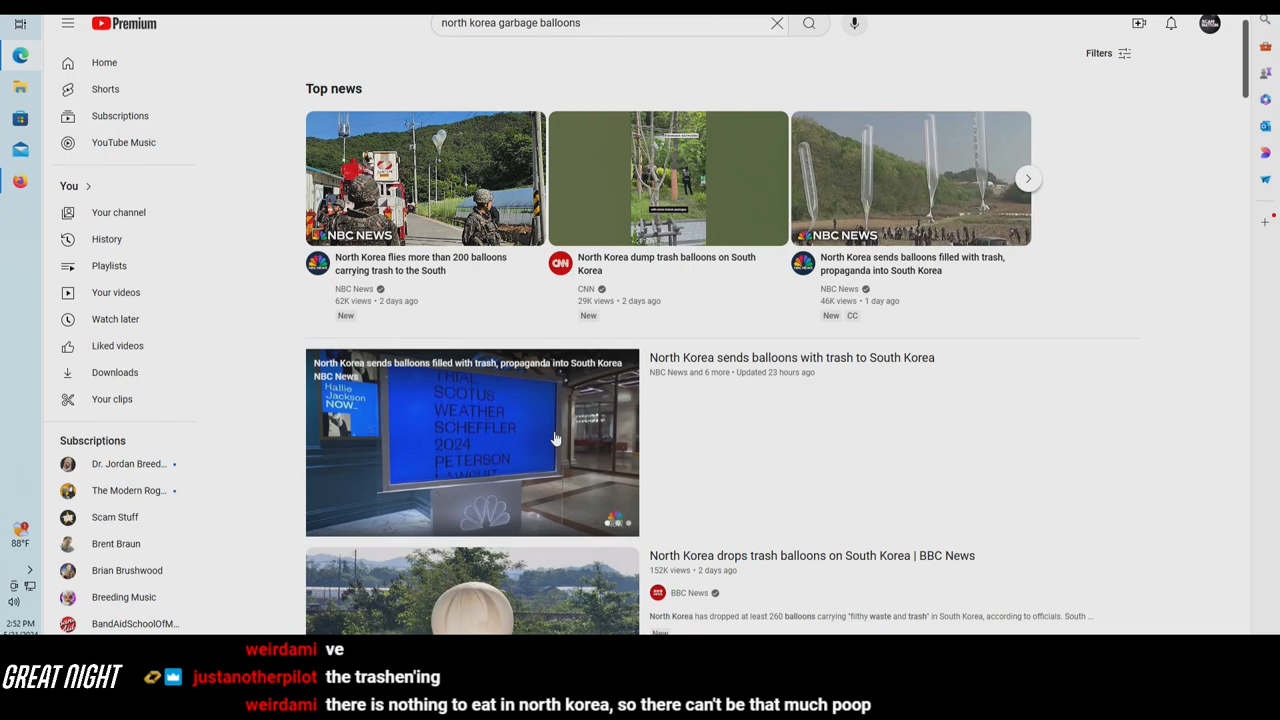 Premium
north korea garbage balloons
Filters
Home
Shorts
Subscriptions
YouTube Music
You
Your channel
History
Playlists
Your videos
Watch later
Liked videos
Downloads
Your clips
Subscriptions
Dr. Jordan Breed...
The Modern Rog...
Scam Stuff
Brent Braun
Brian Brushwood
Breeding Music
BandAidSchoolOfM...
88°F
2:52 PM
Top news
NBC NEWS
North Korea flies more than 200 balloons
carrying trash to the South
NBC News
62K views • 2 days ago
New
CNN
North Korea dump trash balloons on South
Korea
CNN
29K views • 2 days ago
New
NBC NEWS
North Korea sends balloons filled with trash,
propaganda into South Korea
NBC News
46K views • 1 day ago
New CC
North Korea sends balloons filled with trash, propaganda into South Korea
NBC News
Hallie
Jackson
NOW...
TRIAL
SCOTUS
WEATHER
SCHEFFLER
2024
PETERSON
LAWSUIT
North Korea sends balloons with trash to South Korea
NBC News and 6 more • Updated 23 hours ago
North Korea drops trash balloons on South Korea | BBC News
152K views • 2 days ago
BBC News
North Korea has dropped at least 260 balloons carrying "filthy waste and trash" in South Korea, according to officials. South ...
New
GREAT NIGHT
weirdami ve
justanotherpilot the trashen'ing
weirdami there is nothing to eat in north korea, so there can't be that much poop